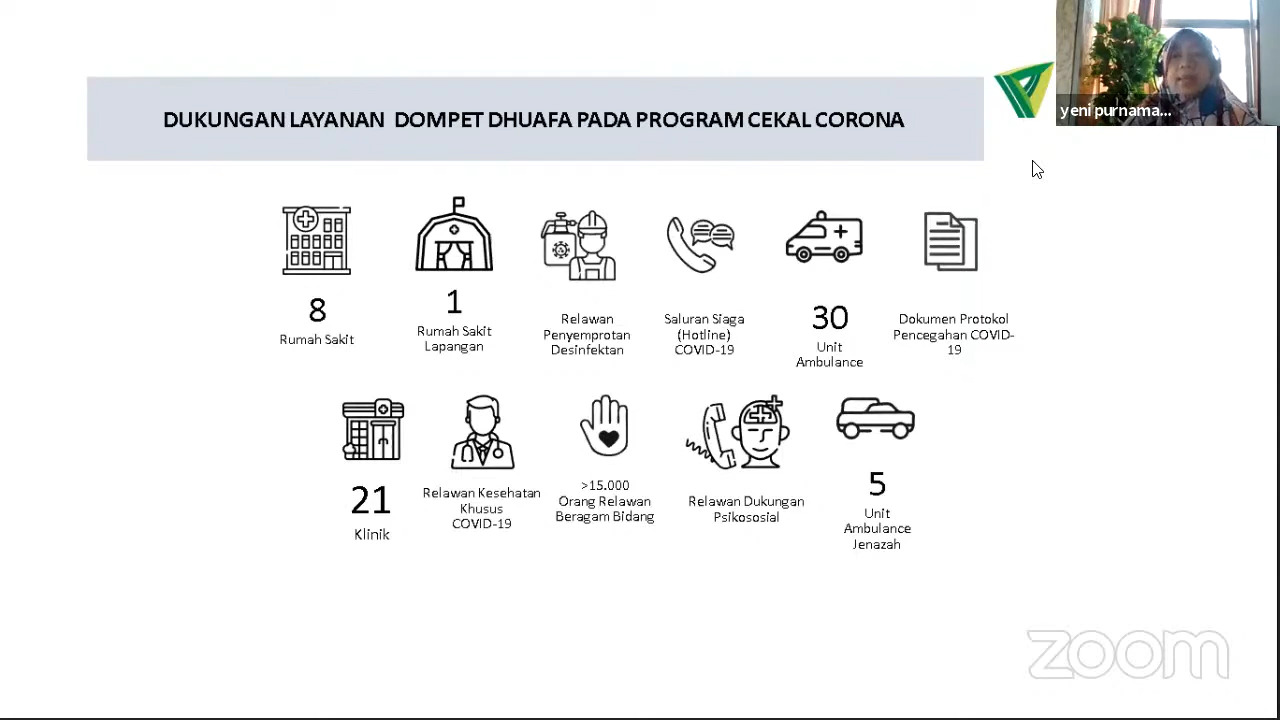 DUKUNGAN LAYANAN DOMPET DHUAFA PADA PROGRAM CEKAL CORONA
yeni purnama...
8
Rumah Sakit
1
Rumah Sakit
Lapangan
Relawan
Penyemprotan
Desinfektan
Saluran Siaga
(Hotline)
COVID-19
30
Unit
Ambulance
Dokumen Protokol
Pencegahan COVID-
19
21
Klinik
Relawan Kesehatan
Khusus
COVID-19
>15.000
Orang Relawan
Beragam Bidang
Relawan Dukungan
Psikososial
5
Unit
Ambulance
Jenazah
zoom